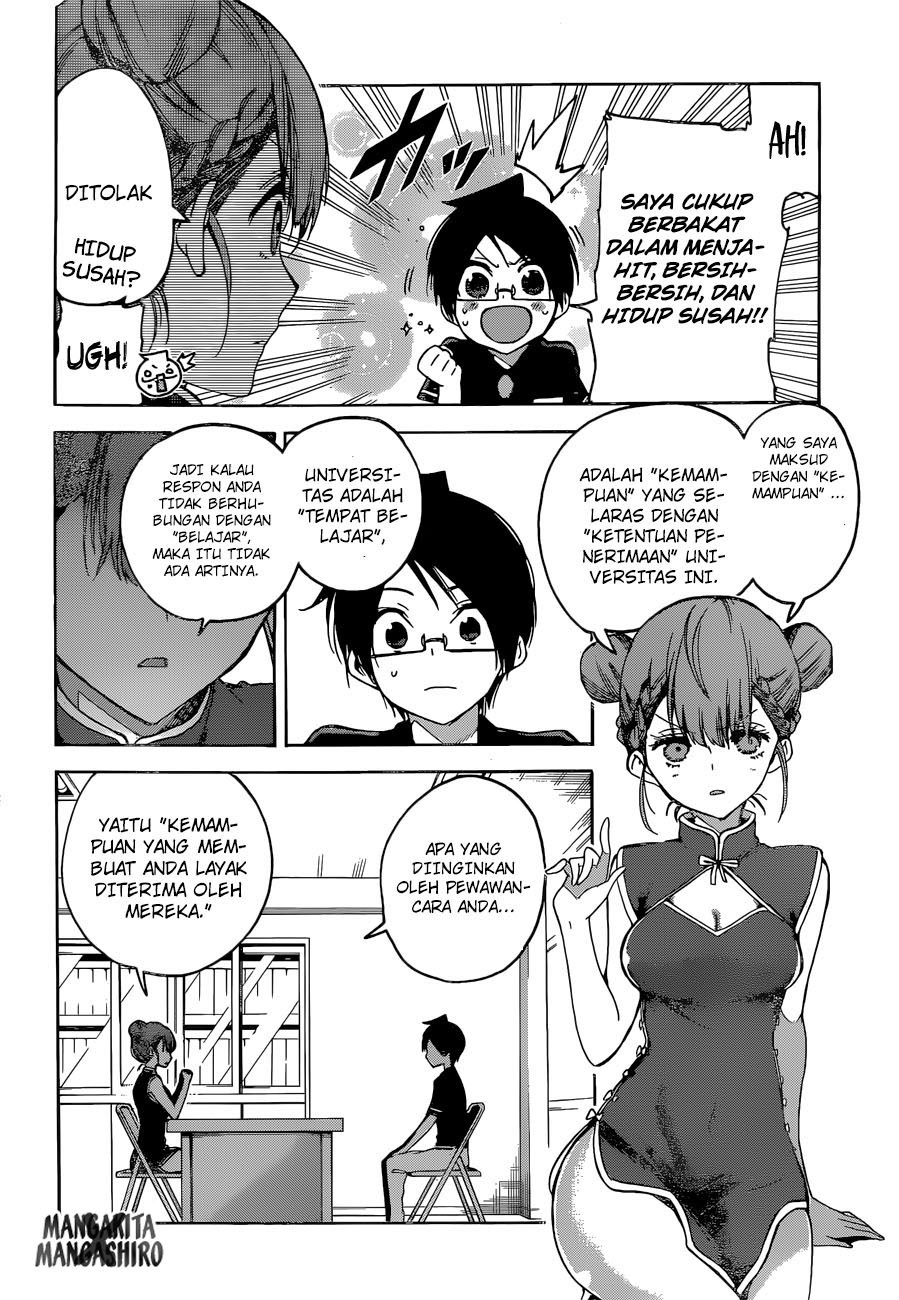 AH!
SAYA CUKUP
BERBAKAT
DALAM MENJA-
HIT, BERSIH-
BERSIH, DAN
HIDUP SUSAH!!
ガッ
DITOLAK
HIDUP
SUSAH?
UGH!
YANG SAYA
MAKSUD
DENGAN "KE-
MAMPUAN" ...
ADALAH "KEMAM-
PUAN" YANG SE-
LARAS DENGAN
"KETENTUAN PE-
NERIMAAN" UNI-
VERSITAS INI.
UNIVERSI-
TAS ADALAH
"TEMPAT BE-
LAJAR",
JADI KALAU
RESPON ANDA
TIDAK BERHU-
BUNGAN DENGAN
"BELAJAR",
MAKA ITU TIDAK
ADA ARTINYA.
APA YANG
DIINGINKAN
OLEH PEWAWAN-
CARA ANDA...
YAITU "KEMAM-
PUAN YANG MEM-
BUAT ANDA LAYAK
DITERIMA OLEH
MEREKA."
MANGAKITA
MANGASHIRO